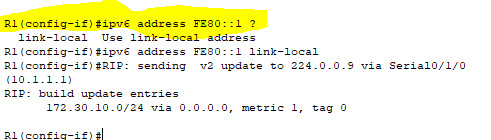 R1(config-if)#ipv6 address FE80::1 ?
link-local Use link-local address
R1(config-if)#ipv6 address FE80::1 link-local
R1(config-if)#RIP: sending v2 update to 224.0.0.9 via Serial0/1/0
(10.1.1.1)
RIP: build update entries
172.30.10.0/24 via 0.0.0.0, metric 1, tag 0
R1(config-if)#